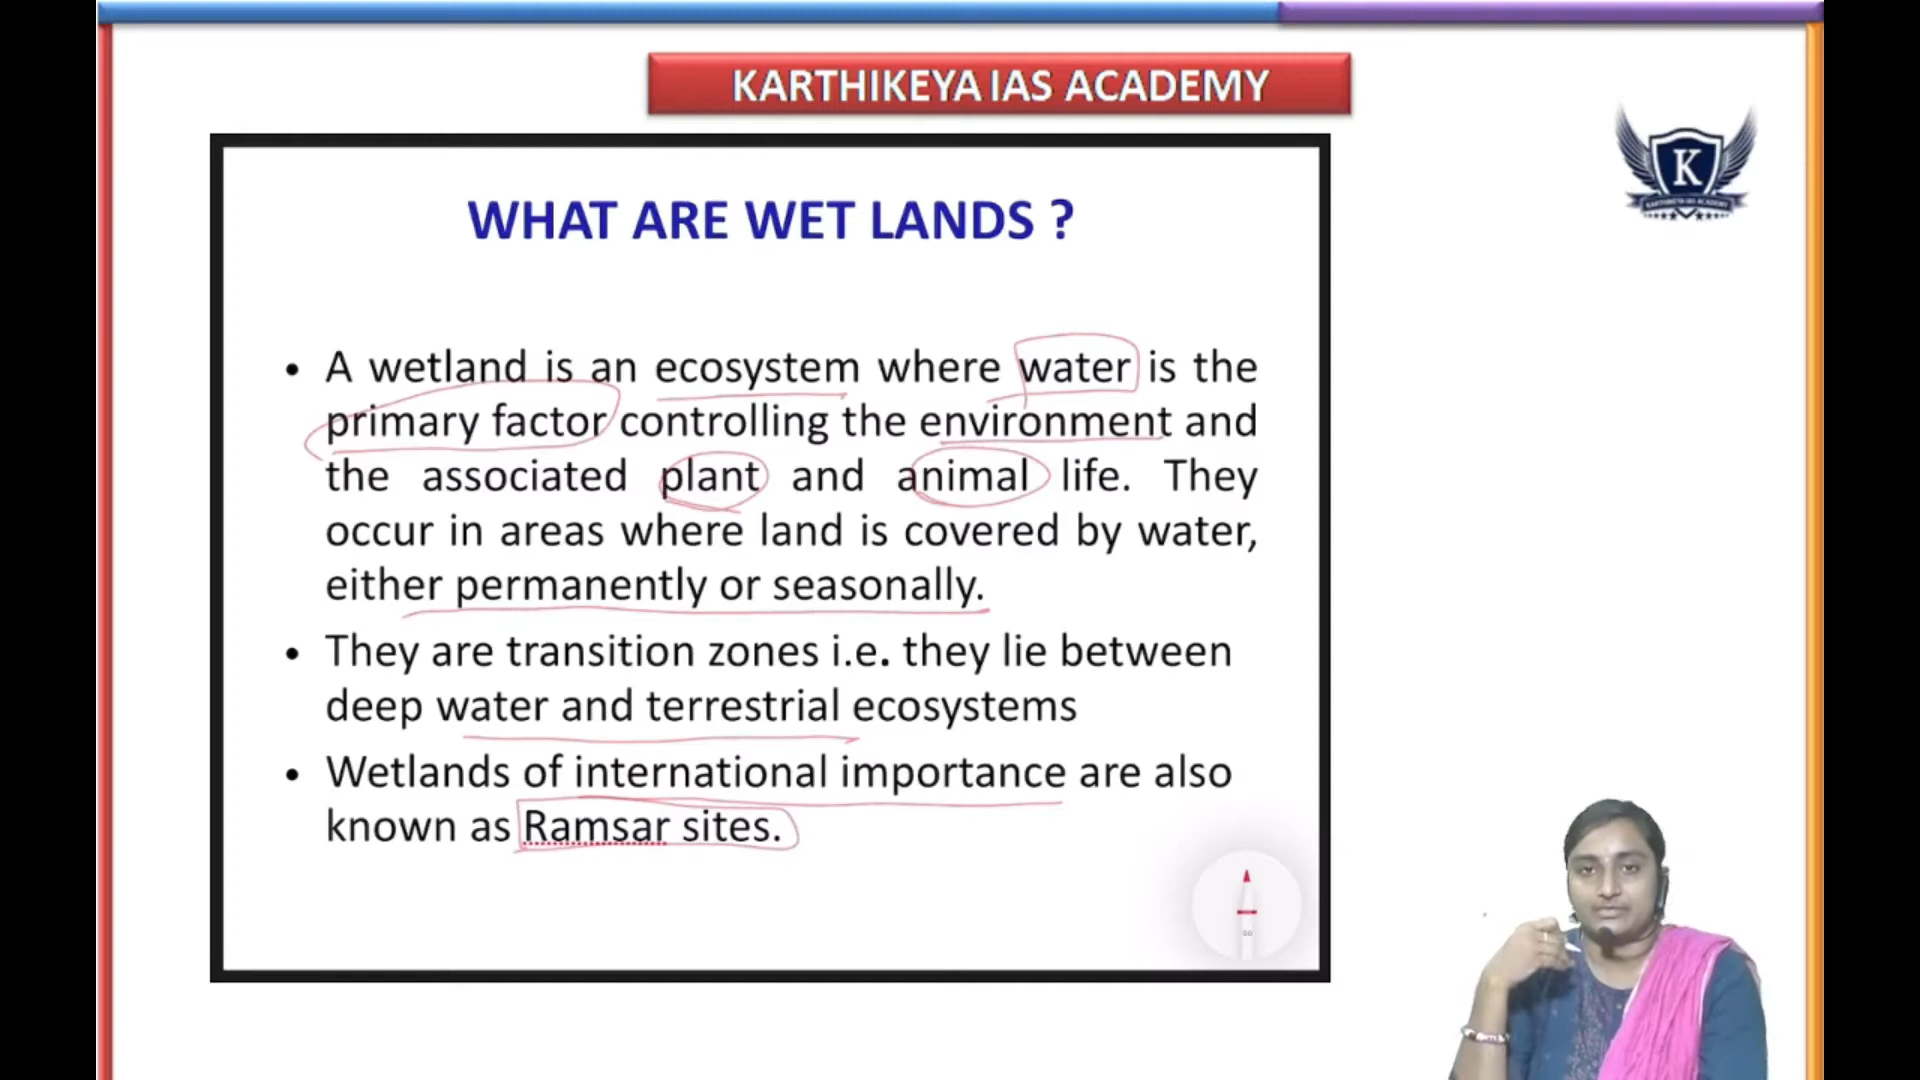 KARTHIKEYA IAS ACADEMY
K
KARTHIKEYA IAS ACADEMY
WHAT ARE WET LANDS ?
• A wetland is an ecosystem where water is the
primary factor controlling the environment and
the associated plant and animal life. They
occur in areas where land is covered by water,
either permanently or seasonally.
• They are transition zones i.e. they lie between
deep water and terrestrial ecosystems
• Wetlands of international importance are also
known as Ramsar sites.